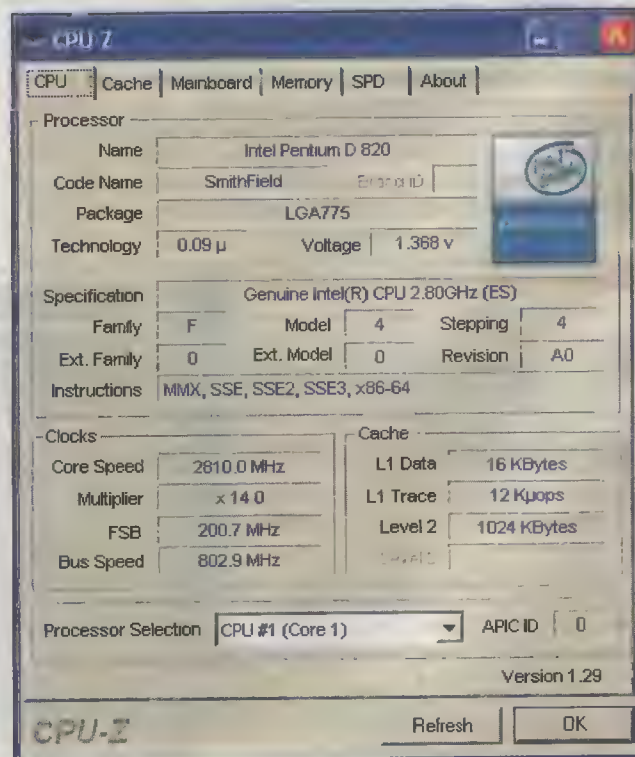 CPU-Z
CPU Cache Mainboard Memory SPD About
Processor
Name Intel Pentium D 820
Code Name SmithField Brand ID
Package LGA775
Technology 0.09 µ Voltage 1.368 v
Specification Genuine Intel(R) CPU 2.80GHz (ES)
Family F Model 4 Stepping 4
Ext. Family 0 Ext. Model 0 Revision A0
Instructions MMX, SSE, SSE2, SSE3, x86-64
Clocks
Core Speed 2810.0 MHz
Multiplier x 14.0
FSB 200.7 MHz
Bus Speed 802.9 MHz
Cache
L1 Data 16 KBytes
L1 Trace 12 Kµops
Level 2 1024 KBytes
Processor Selection CPU #1 (Core 1) APIC ID 0
Version 1.29
CPU-Z Refresh OK